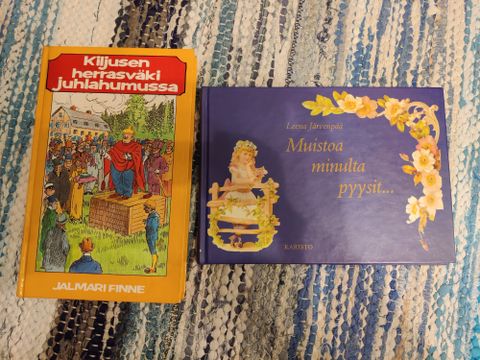 Kiljusen
herrasväki
juhlahumussa
JALMARI FINNE
Leena Järvenpää
Muistoa
minulta
pyysit...
KARISTO